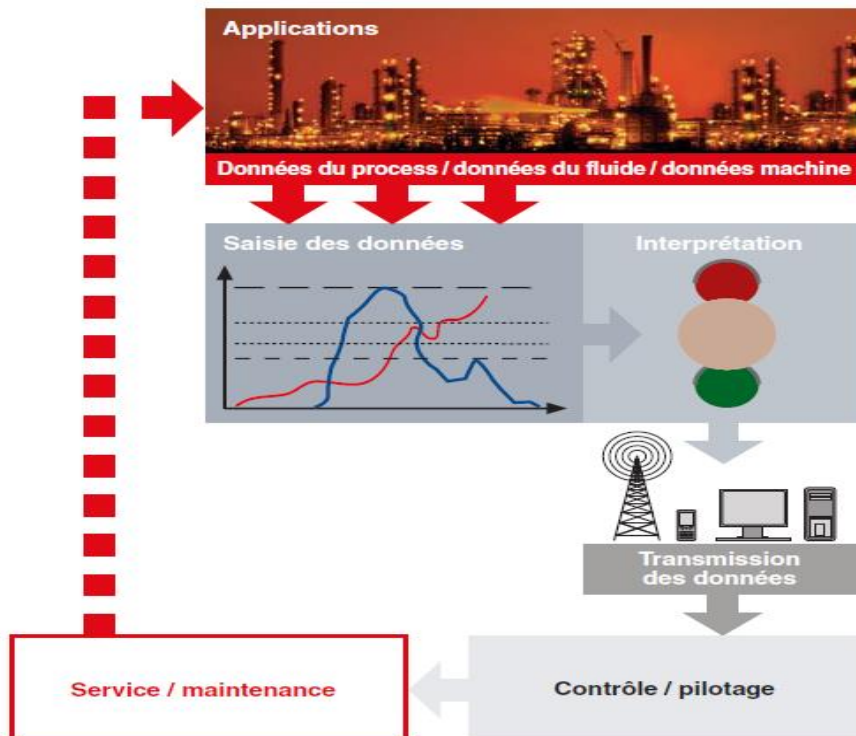 Applications
Données du process / données du fluide / données machine
Saisie des données
Interprétation
Transmission
des données
Service / maintenance
Contrôle / pilotage